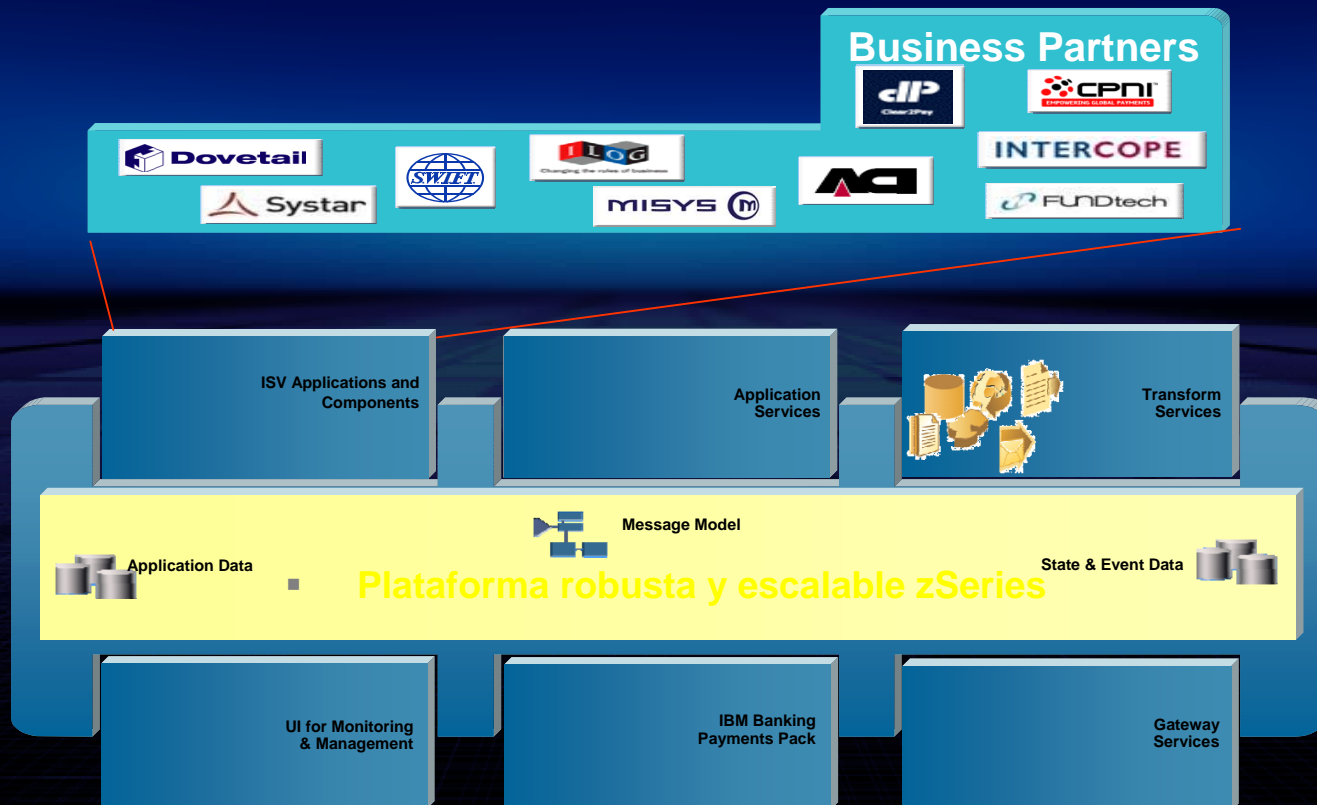 Business Partners
Clear2Pay
CPNI
EMPOWERING GLOBAL PAYMENTS
Dovetail
SWIFT
ILOG
Changing the rules of business
ACI
INTERCOPE
Systar
MISYS
FUNDtech
ISV Applications and
Components
Application
Services
Transform
Services
Message Model
Application Data
State & Event Data
▪ Plataforma robusta y escalable zSeries
UI for Monitoring
& Management
IBM Banking
Payments Pack
Gateway
Services